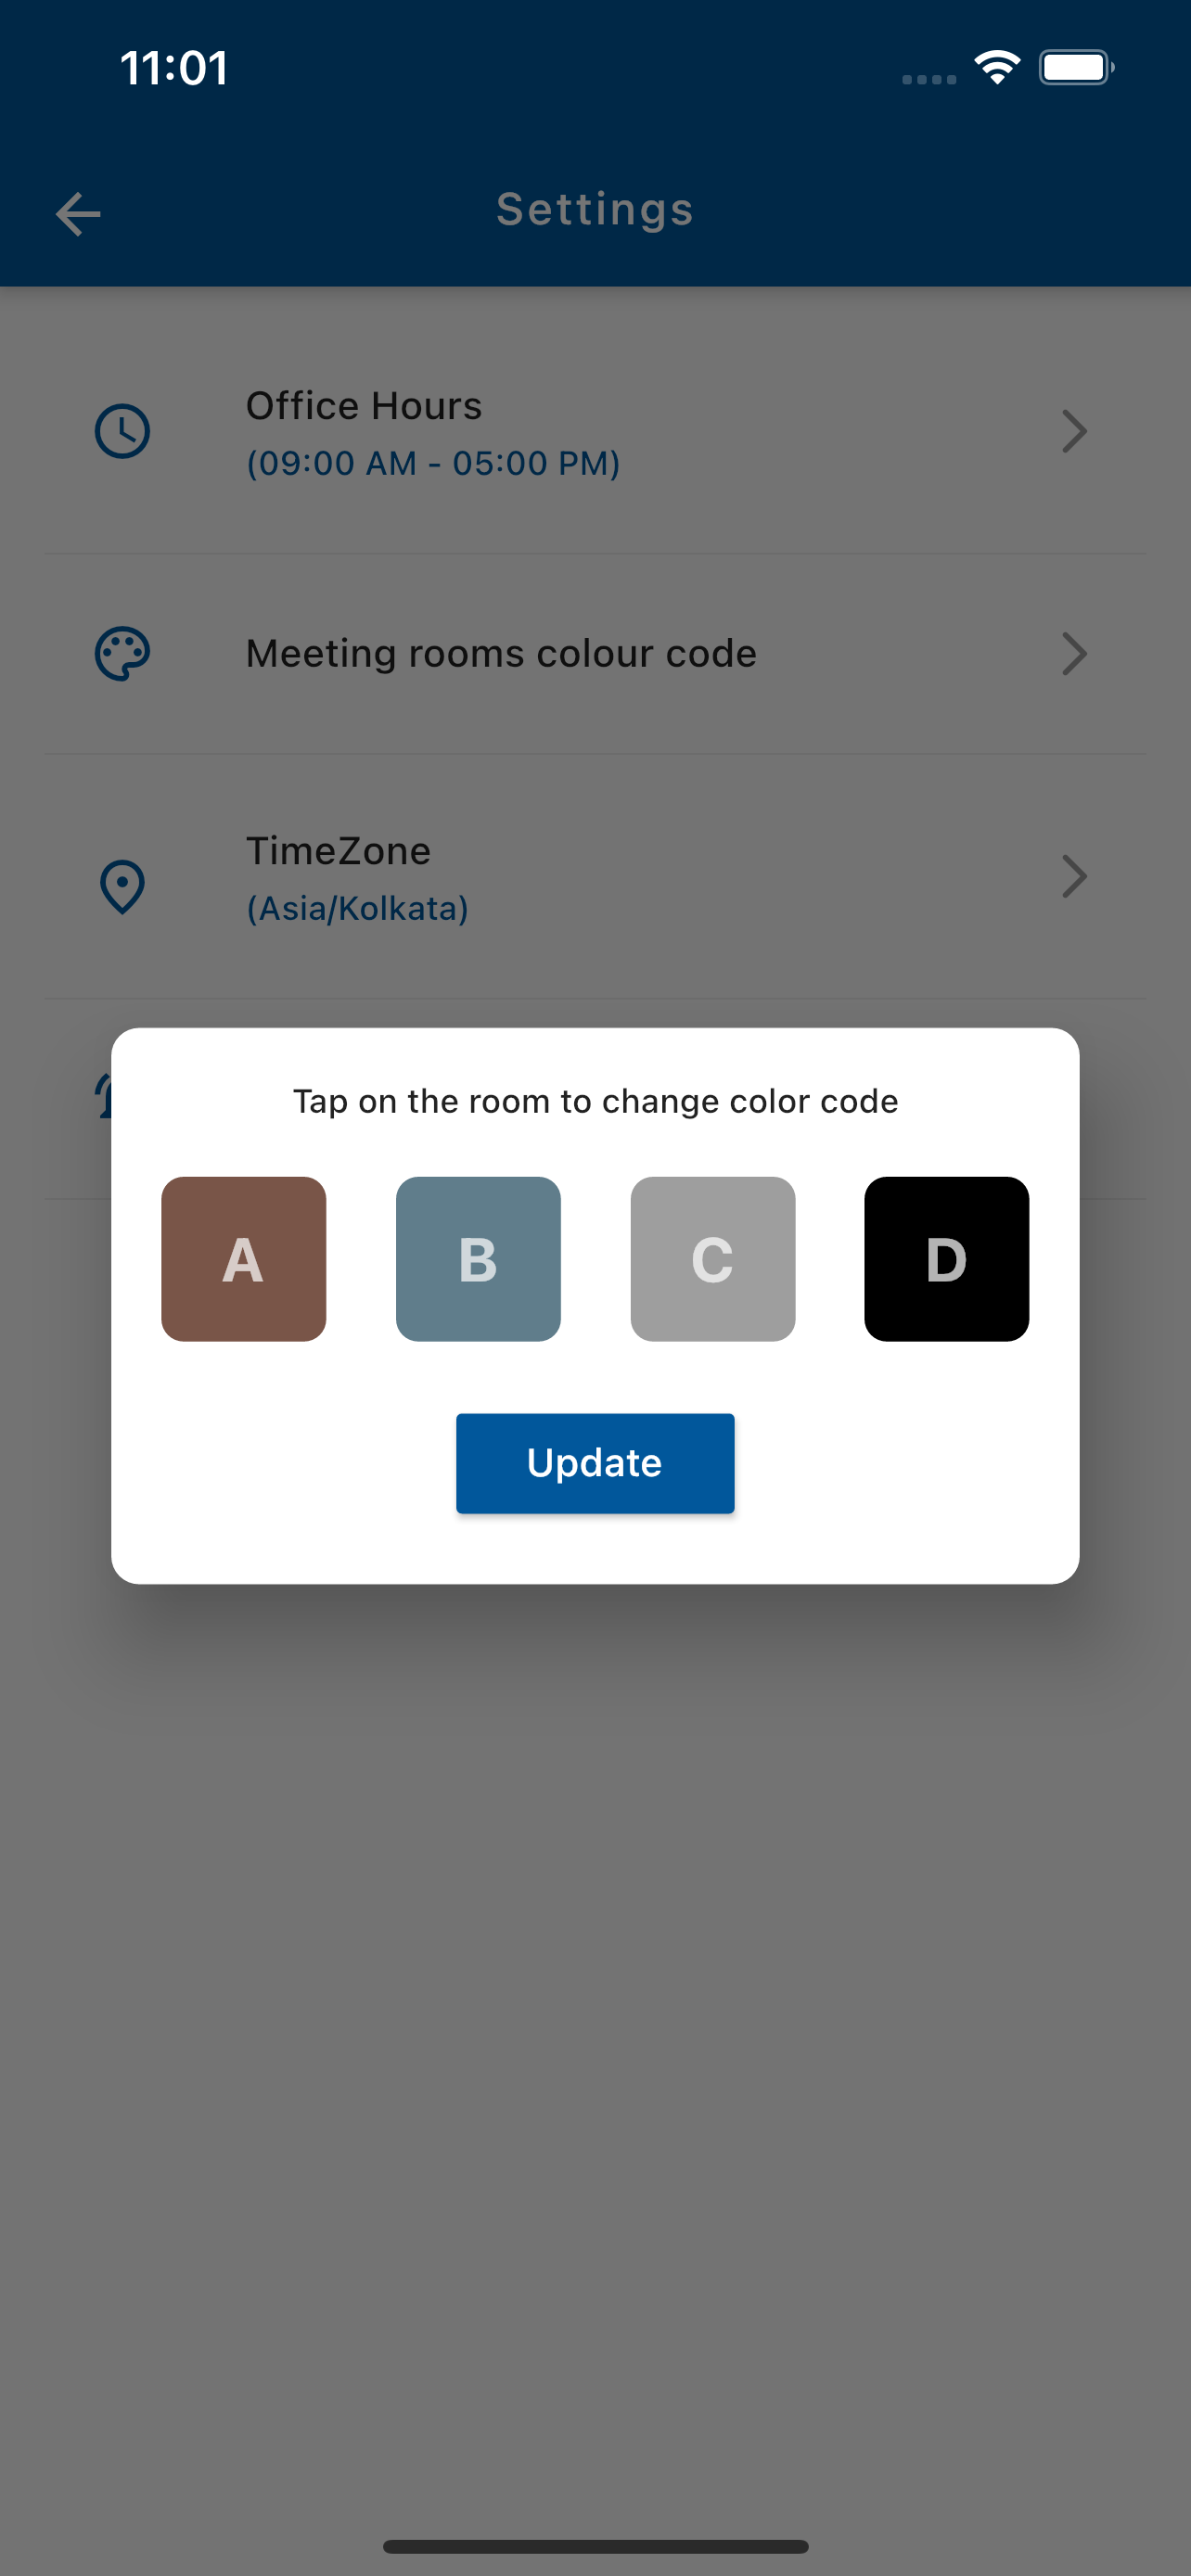 11:01
Settings
Office Hours
(09:00 AM - 05:00 PM)
Meeting rooms colour code
TimeZone
(Asia/Kolkata)
Tap on the room to change color code
A B C D
Update